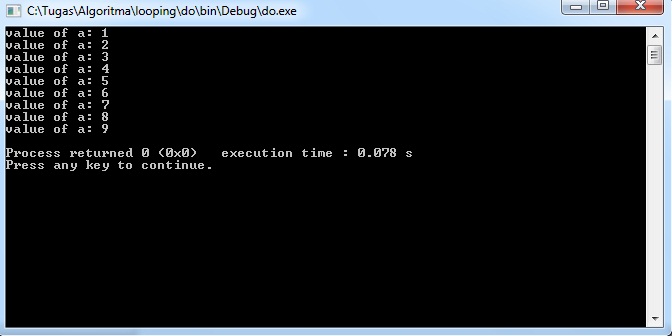 C:\Tugas\Algoritma\looping\do\bin\Debug\do.exe
value of a: 1
value of a: 2
value of a: 3
value of a: 4
value of a: 5
value of a: 6
value of a: 7
value of a: 8
value of a: 9
Process returned 0 (0x0)   execution time : 0.078 s
Press any key to continue.